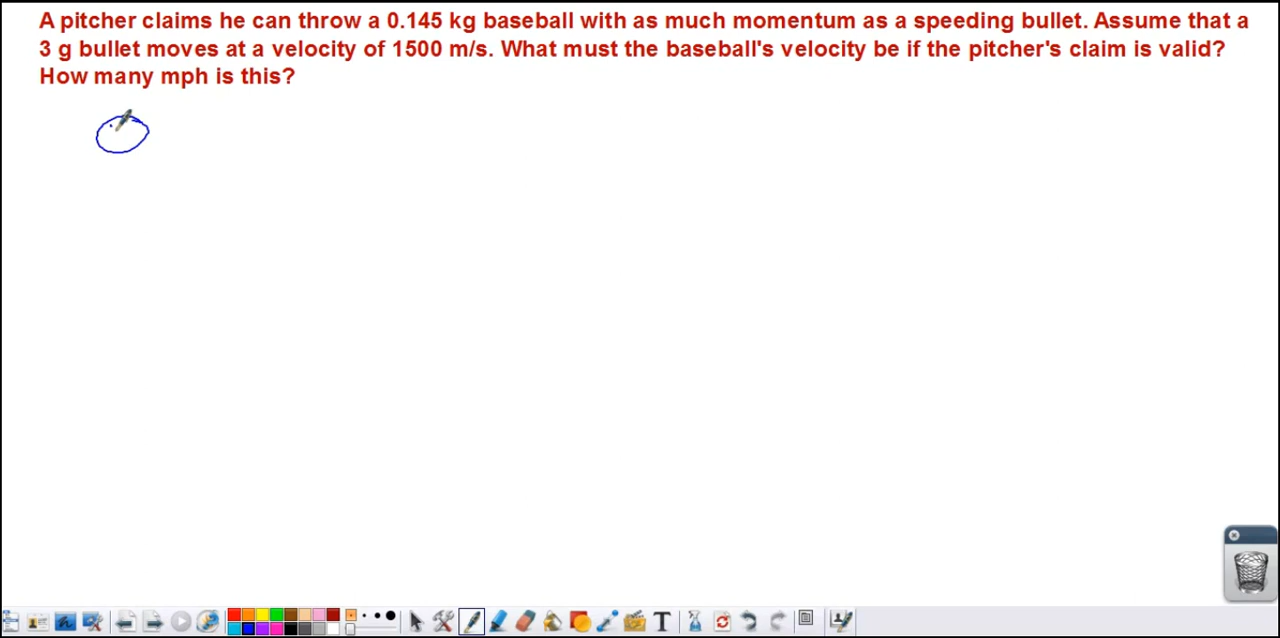 A pitcher claims he can throw a 0.145 kg baseball with as much momentum as a speeding bullet. Assume that a
3 g bullet moves at a velocity of 1500 m/s. What must the baseball's velocity be if the pitcher's claim is valid?
How many mph is this?
T